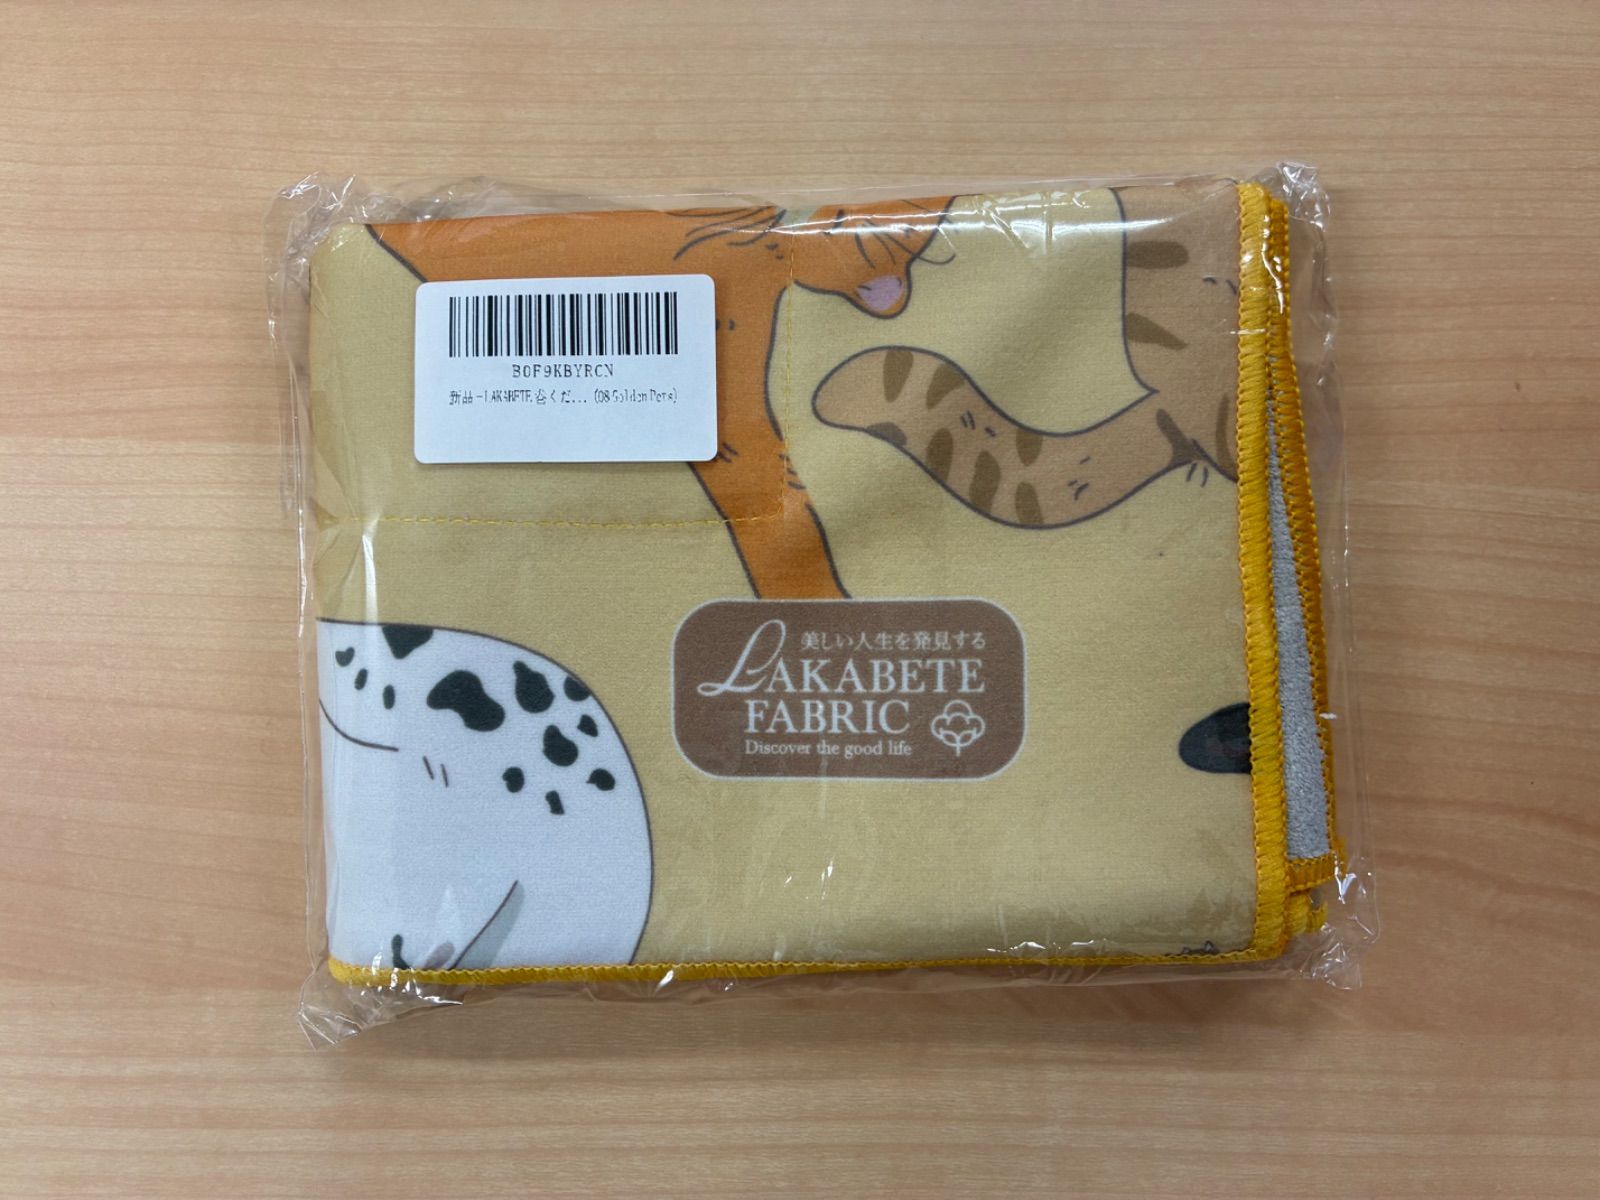 B0F9KBYRCN
新品 - LAKABETE, 巻くだ... (08 Golden Pets)
美しい人生を発見する
LAKABETE
FABRIC
Discover the good life